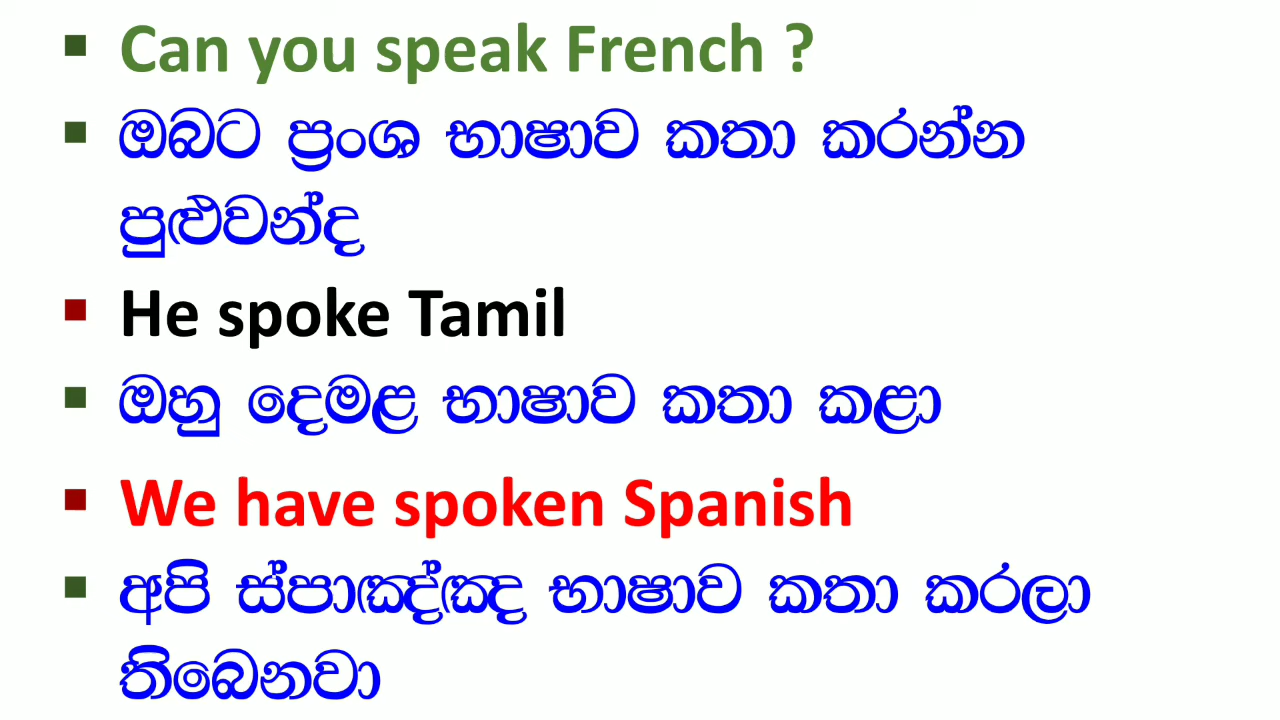 Can you speak French ?
ඔබට ප්‍රංශ භාෂාව කතා කරන්න
පුළුවන්ද
He spoke Tamil
ඔහු දෙමළ භාෂාව කතා කළා
We have spoken Spanish
අපි ස්පාඤ්ඤ භාෂාව කතා කරලා
තිබෙනවා